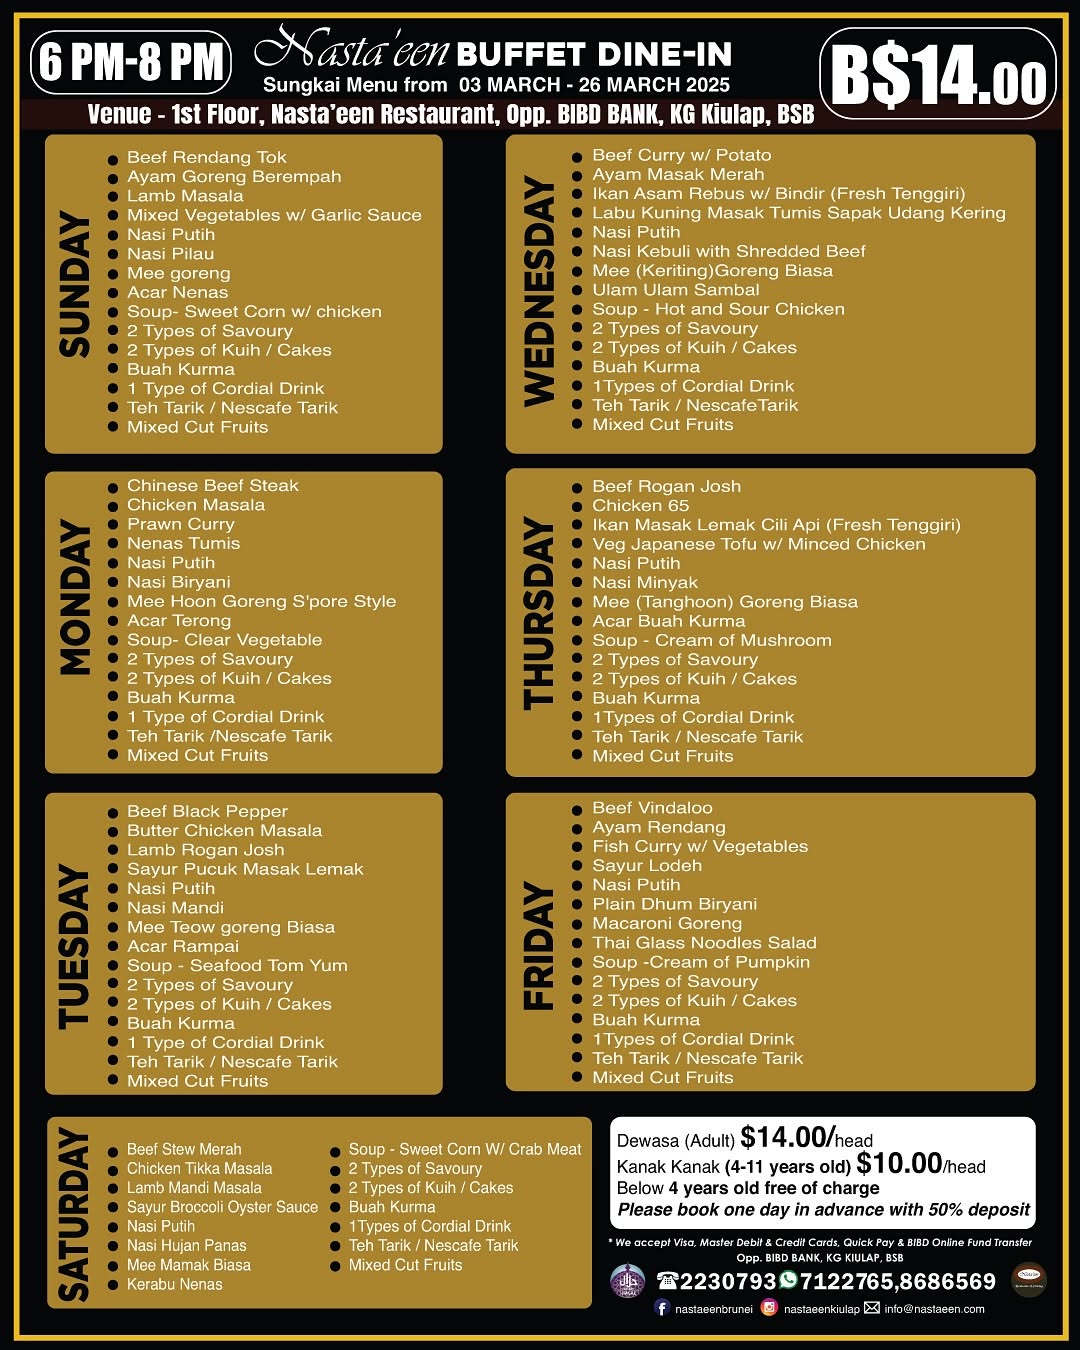 6 PM-8 PM
Nasta'een BUFFET DINE-IN
Sungkai Menu from 03 MARCH - 26 MARCH 2025
B$14.00
Venue - 1st Floor, Nasta'een Restaurant, Opp. BIBD BANK, KG Kiulap, BSB
SUNDAY
Beef Rendang Tok
Ayam Goreng Berempah
Lamb Masala
Mixed Vegetables w/ Garlic Sauce
Nasi Putih
Nasi Pilau
Mee goreng
Acar Nenas
Soup- Sweet Corn w/ chicken
2 Types of Savoury
2 Types of Kuih / Cakes
Buah Kurma
1 Type of Cordial Drink
Teh Tarik / Nescafe Tarik
Mixed Cut Fruits
WEDNESDAY
Beef Curry w/ Potato
Ayam Masak Merah
Ikan Asam Rebus w/ Bindir (Fresh Tenggiri)
Labu Kuning Masak Tumis Sapak Udang Kering
Nasi Putih
Nasi Kebuli with Shredded Beef
Mee (Keriting)Goreng Biasa
Ulam Ulam Sambal
Soup - Hot and Sour Chicken
2 Types of Savoury
2 Types of Kuih / Cakes
Buah Kurma
1Types of Cordial Drink
Teh Tarik / NescafeTarik
Mixed Cut Fruits
MONDAY
Chinese Beef Steak
Chicken Masala
Prawn Curry
Nenas Tumis
Nasi Putih
Nasi Biryani
Mee Hoon Goreng S'pore Style
Acar Terong
Soup- Clear Vegetable
2 Types of Savoury
2 Types of Kuih / Cakes
Buah Kurma
1 Type of Cordial Drink
Teh Tarik /Nescafe Tarik
Mixed Cut Fruits
THURSDAY
Beef Rogan Josh
Chicken 65
Ikan Masak Lemak Cili Api (Fresh Tenggiri)
Veg Japanese Tofu w/ Minced Chicken
Nasi Putih
Nasi Minyak
Mee (Tanghoon) Goreng Biasa
Acar Buah Kurma
Soup - Cream of Mushroom
2 Types of Savoury
2 Types of Kuih / Cakes
Buah Kurma
1Types of Cordial Drink
Teh Tarik / Nescafe Tarik
Mixed Cut Fruits
TUESDAY
Beef Black Pepper
Butter Chicken Masala
Lamb Rogan Josh
Sayur Pucuk Masak Lemak
Nasi Putih
Nasi Mandi
Mee Teow goreng Biasa
Acar Rampai
Soup - Seafood Tom Yum
2 Types of Savoury
2 Types of Kuih / Cakes
Buah Kurma
1 Type of Cordial Drink
Teh Tarik / Nescafe Tarik
Mixed Cut Fruits
FRIDAY
Beef Vindaloo
Ayam Rendang
Fish Curry w/ Vegetables
Sayur Lodeh
Nasi Putih
Plain Dhum Biryani
Macaroni Goreng
Thai Glass Noodles Salad
Soup -Cream of Pumpkin
2 Types of Savoury
2 Types of Kuih / Cakes
Buah Kurma
1Types of Cordial Drink
Teh Tarik / Nescafe Tarik
Mixed Cut Fruits
SATURDAY
Beef Stew Merah
Chicken Tikka Masala
Lamb Mandi Masala
Sayur Broccoli Oyster Sauce
Nasi Putih
Nasi Hujan Panas
Mee Mamak Biasa
Kerabu Nenas
Soup - Sweet Corn W/ Crab Meat
2 Types of Savoury
2 Types of Kuih / Cakes
Buah Kurma
1Types of Cordial Drink
Teh Tarik / Nescafe Tarik
Mixed Cut Fruits
Dewasa (Adult) $14.00/head
Kanak Kanak (4-11 years old) $10.00/head
Below 4 years old free of charge
Please book one day in advance with 50% deposit
* We accept Visa, Master Debit & Credit Cards, Quick Pay & BIBD Online Fund Transfer
Opp. BIBD BANK, KG KIULAP, BSB
2230793 7122765,8686569
nastaeenbrunei nastaeenkiulap info@nastaeen.com